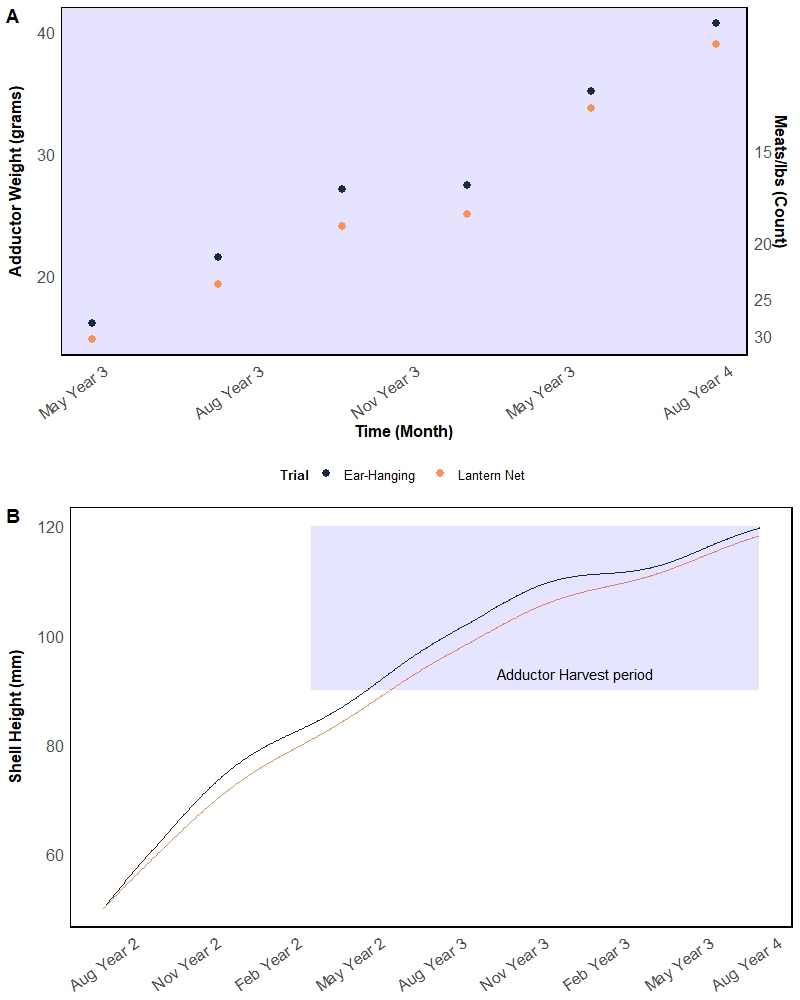 A
40
30
20
Adductor Weight (grams)
15
20
25
30
Meats/lbs (Count)
May Year 3
Aug Year 3
Nov Year 3
May Year 3
Aug Year 4
Time (Month)
Trial Ear-Hanging Lantern Net
B
120
100
80
60
Shell Height (mm)
Adductor Harvest period
Aug Year 2
Nov Year 2
Feb Year 2
May Year 2
Aug Year 3
Nov Year 3
Feb Year 3
May Year 3
Aug Year 4